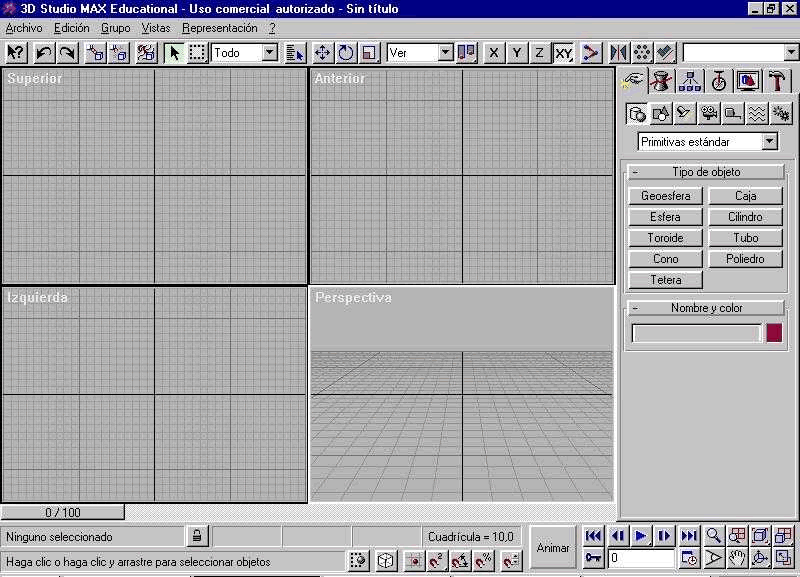 3D Studio MAX Educational - Uso comercial autorizado - Sin título
Archivo Edición Grupo Vistas Representación ?
Todo Ver X Y Z XY
Superior Anterior
Primitivas estándar
- Tipo de objeto
Geoesfera Caja
Esfera Cilindro
Toroide Tubo
Cono Poliedro
Tetera
Izquierda Perspectiva
- Nombre y color
0 / 100
Ninguno seleccionado Cuadrícula = 10,0
Animar
0
Haga clic o haga clic y arrastre para seleccionar objetos